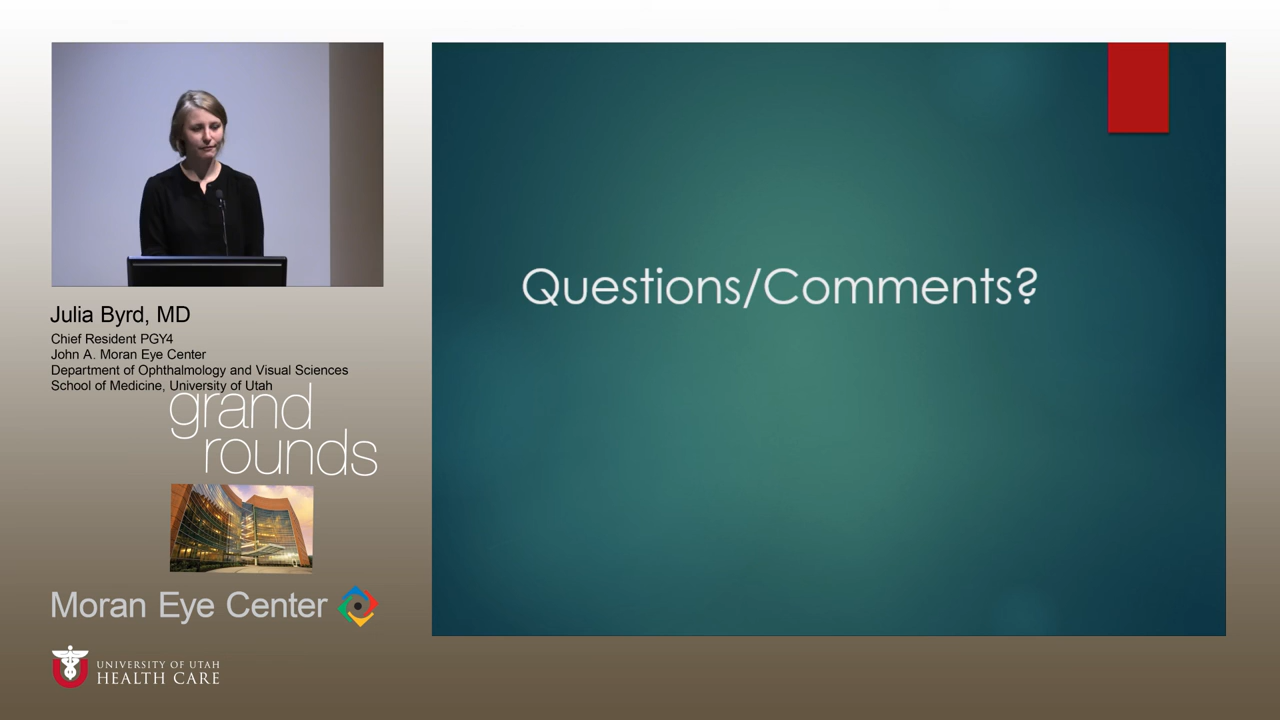 Julia Byrd, MD
Chief Resident PGY4
John A. Moran Eye Center
Department of Ophthalmology and Visual Sciences
School of Medicine, University of Utah
grand
rounds
Moran Eye Center
UNIVERSITY OF UTAH
HEALTH CARE
Questions/Comments?